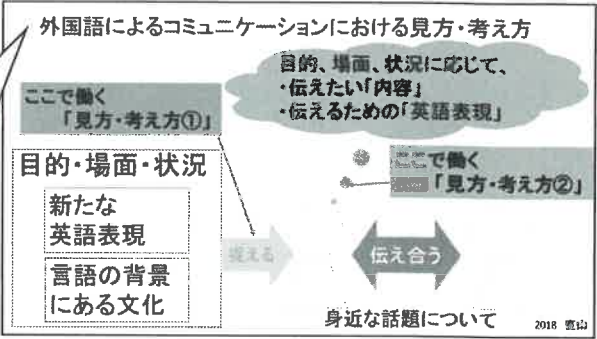 外国語によるコミュニケーションにおける見方・考え方
目的、場面、状況に応じて、
・伝えたい「内容」
・伝えるための「英語表現」
ここで働く
「見方・考え方①」
目的・場面・状況
新たな
英語表現
言語の背景
にある文化
捉える
ここで働く
「見方・考え方②」
伝え合う
身近な話題について
2018